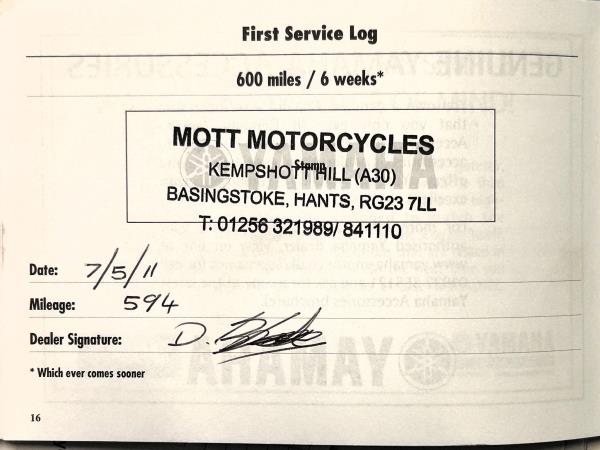 First Service Log
600 miles / 6 weeks*
MOTT MOTORCYCLES
Stamp
KEMPSHOTT HILL (A30)
BASINGSTOKE, HANTS, RG23 7LL
T: 01256 321989/ 841110
Date: 7/5/11
Mileage: 594
Dealer Signature: D.
* Which ever comes sooner
16